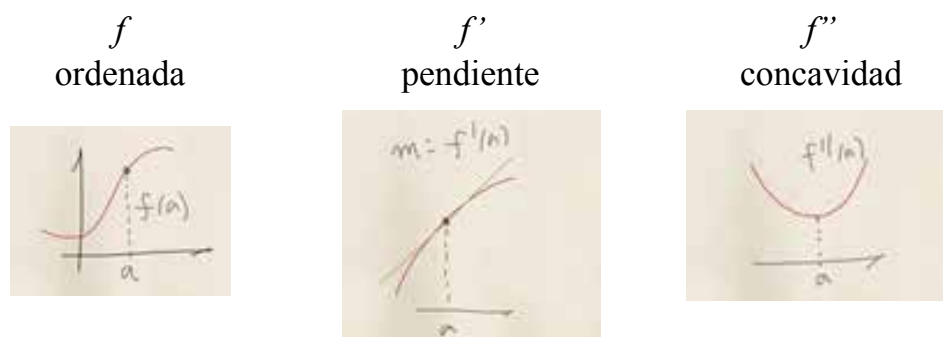 f
ordenada
f’
pendiente
f’’
concavidad
f(a)
a
m = f'(a)
a
f''(a)
a